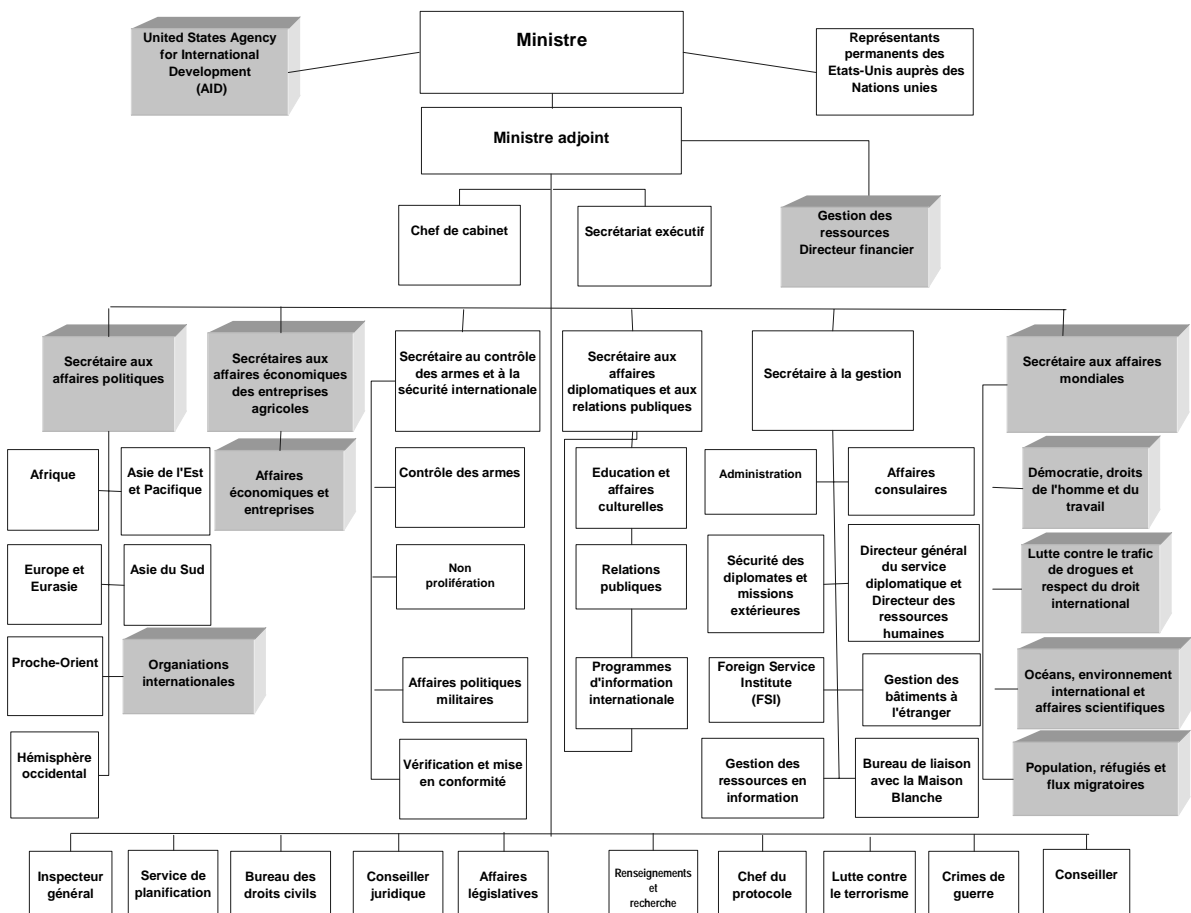 United States Agency
for International
Development
(AID)
Ministre
Représentants
permanents des
Etats-Unis auprès des
Nations unies
Ministre adjoint
Chef de cabinet
Secrétariat exécutif
Gestion des
ressources
Directeur financier
Secrétaire aux
affaires politiques
Secrétaires aux
affaires économiques
des entreprises
agricoles
Secrétaire au contrôle
des armes et à la
sécurité internationale
Secrétaire aux
affaires
diplomatiques et aux
relations publiques
Secrétaire à la gestion
Secrétaire aux affaires
mondiales
Afrique
Asie de l'Est
et Pacifique
Affaires
économiques et
entreprises
Contrôle des armes
Education et
affaires
culturelles
Administration
Affaires
consulaires
Démocratie, droits
de l'homme et du
travail
Europe et
Eurasie
Asie du Sud
Non
prolifération
Relations
publiques
Sécurité des
diplomates et
missions
extérieures
Directeur général
du service
diplomatique et
Directeur des
ressources
humaines
Lutte contre le trafic
de drogues et
respect du droit
international
Proche-Orient
Organiations
internationales
Affaires politiques
militaires
Programmes
d'information
internationale
Foreign Service
Institute
(FSI)
Gestion des
bâtiments à
l'étranger
Océans, environnement
international et
affaires scientifiques
Hémisphère
occidental
Vérification et mise
en conformité
Gestion des
ressources en
information
Bureau de liaison
avec la Maison
Blanche
Population, réfugiés et
flux migratoires
Inspecteur
général
Service de
planification
Bureau des
droits civils
Conseiller
juridique
Affaires
législatives
Renseignements
et
recherche
Chef du
protocole
Lutte contre
le terrorisme
Crimes de
guerre
Conseiller